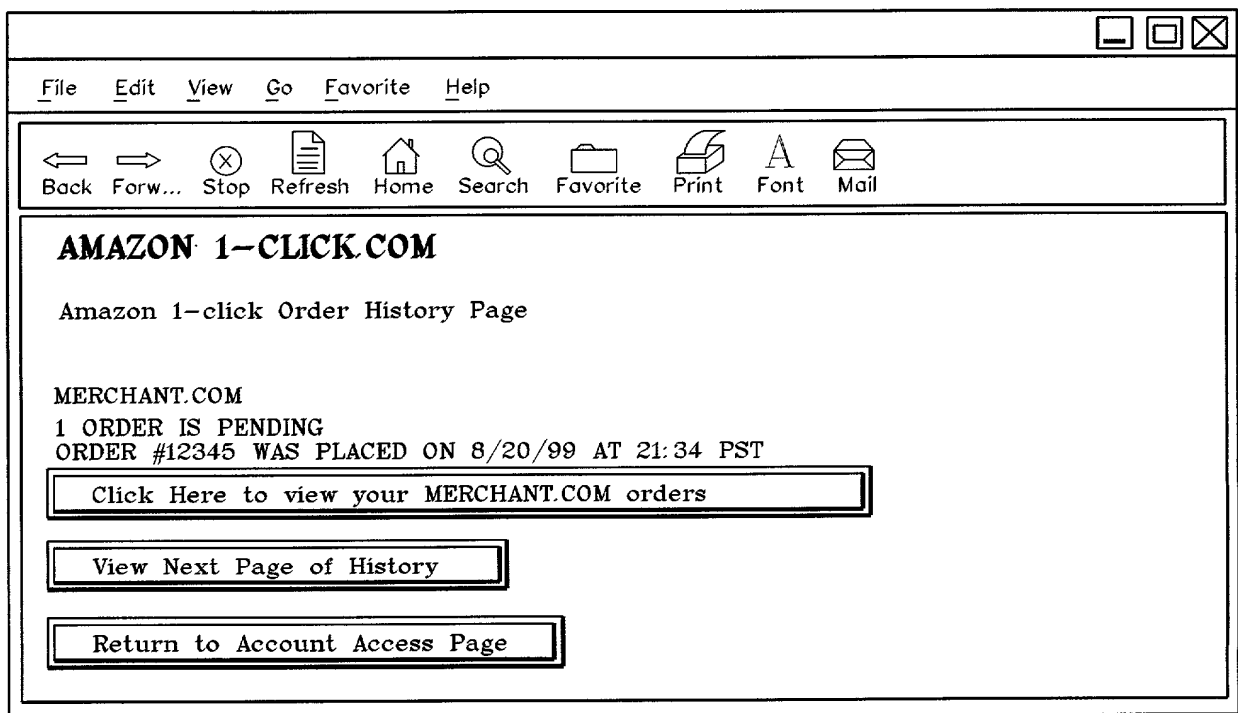 File Edit View Go Favorite Help
Back Forw... Stop Refresh Home Search Favorite Print Font Mail
AMAZON 1-CLICK.COM
Amazon 1-click Order History Page
MERCHANT.COM
1 ORDER IS PENDING
ORDER #12345 WAS PLACED ON 8/20/99 AT 21:34 PST
Click Here to view your MERCHANT.COM orders
View Next Page of History
Return to Account Access Page